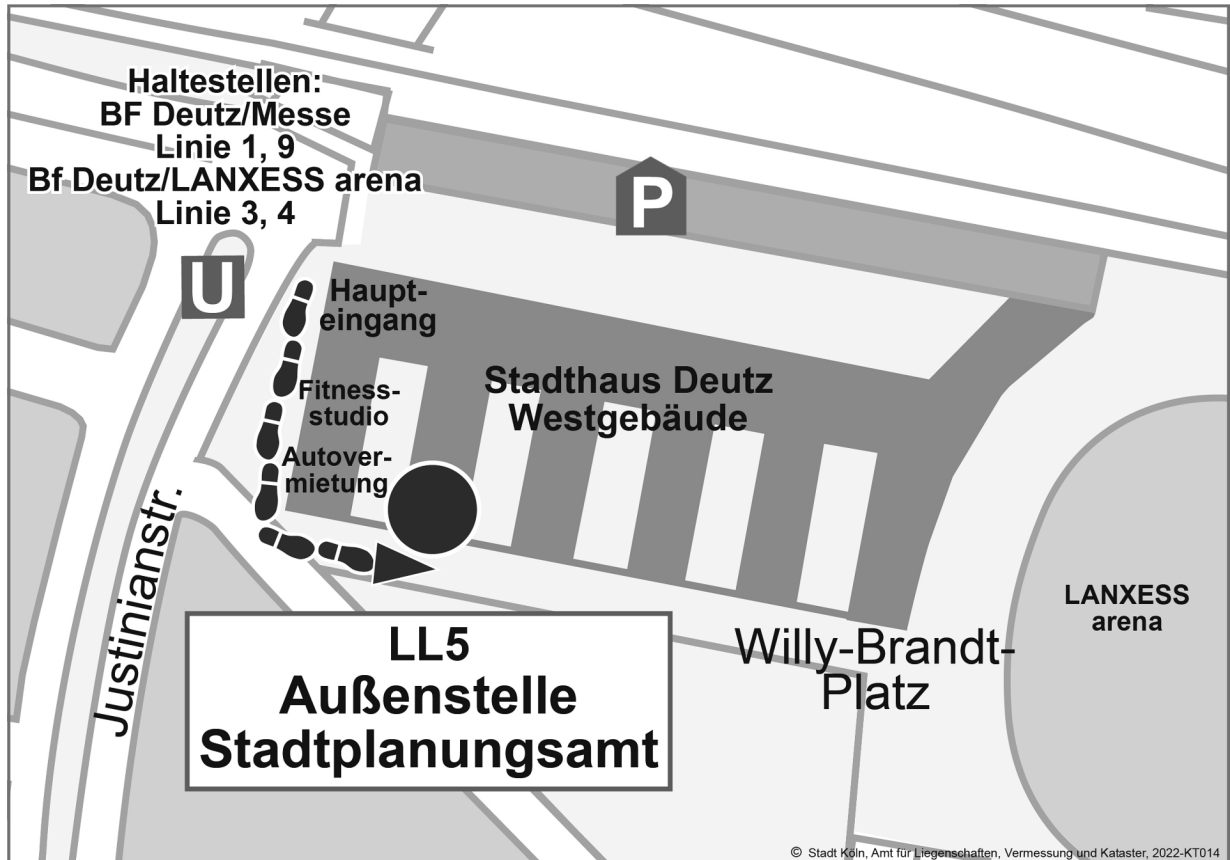 Haltestellen:
BF Deutz/Messe
Linie 1, 9
Bf Deutz/LANXESS arena
Linie 3, 4
P
U
Haupt-
eingang
Fitness-
studio
Autover-
mietung
Stadthaus Deutz
Westgebäude
Justinianstr.
LL5
Außenstelle
Stadtplanungsamt
Willy-Brandt-
Platz
LANXESS
arena
© Stadt Köln, Amt für Liegenschaften, Vermessung und Kataster, 2022-KT014